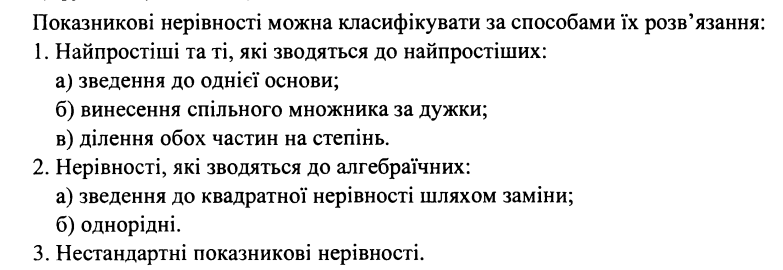 Показникові нерівності можна класифікувати за способами їх розв’язання:
1. Найпростіші та ті, які зводяться до найпростіших:
а) зведення до однієї основи;
б) винесення спільного множника за дужки;
в) ділення обох частин на степінь.
2. Нерівності, які зводяться до алгебраїчних:
а) зведення до квадратної нерівності шляхом заміни;
б) однорідні.
3. Нестандартні показникові нерівності.